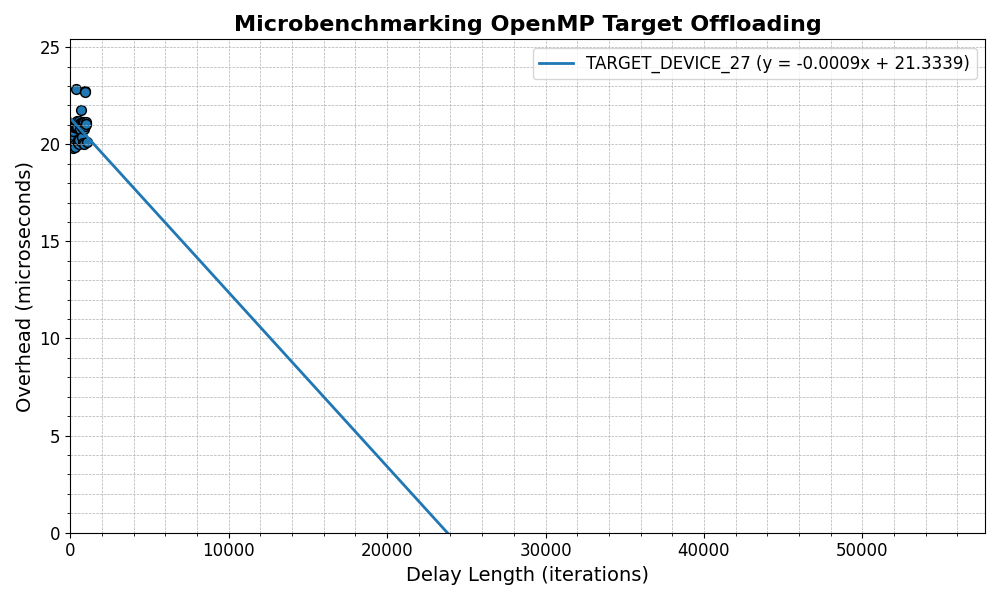 Microbenchmarking OpenMP Target Offloading
TARGET_DEVICE_27 (y = -0.0009x + 21.3339)
Overhead (microseconds)
25
20
15
10
5
0
0 10000 20000 30000 40000 50000
Delay Length (iterations)